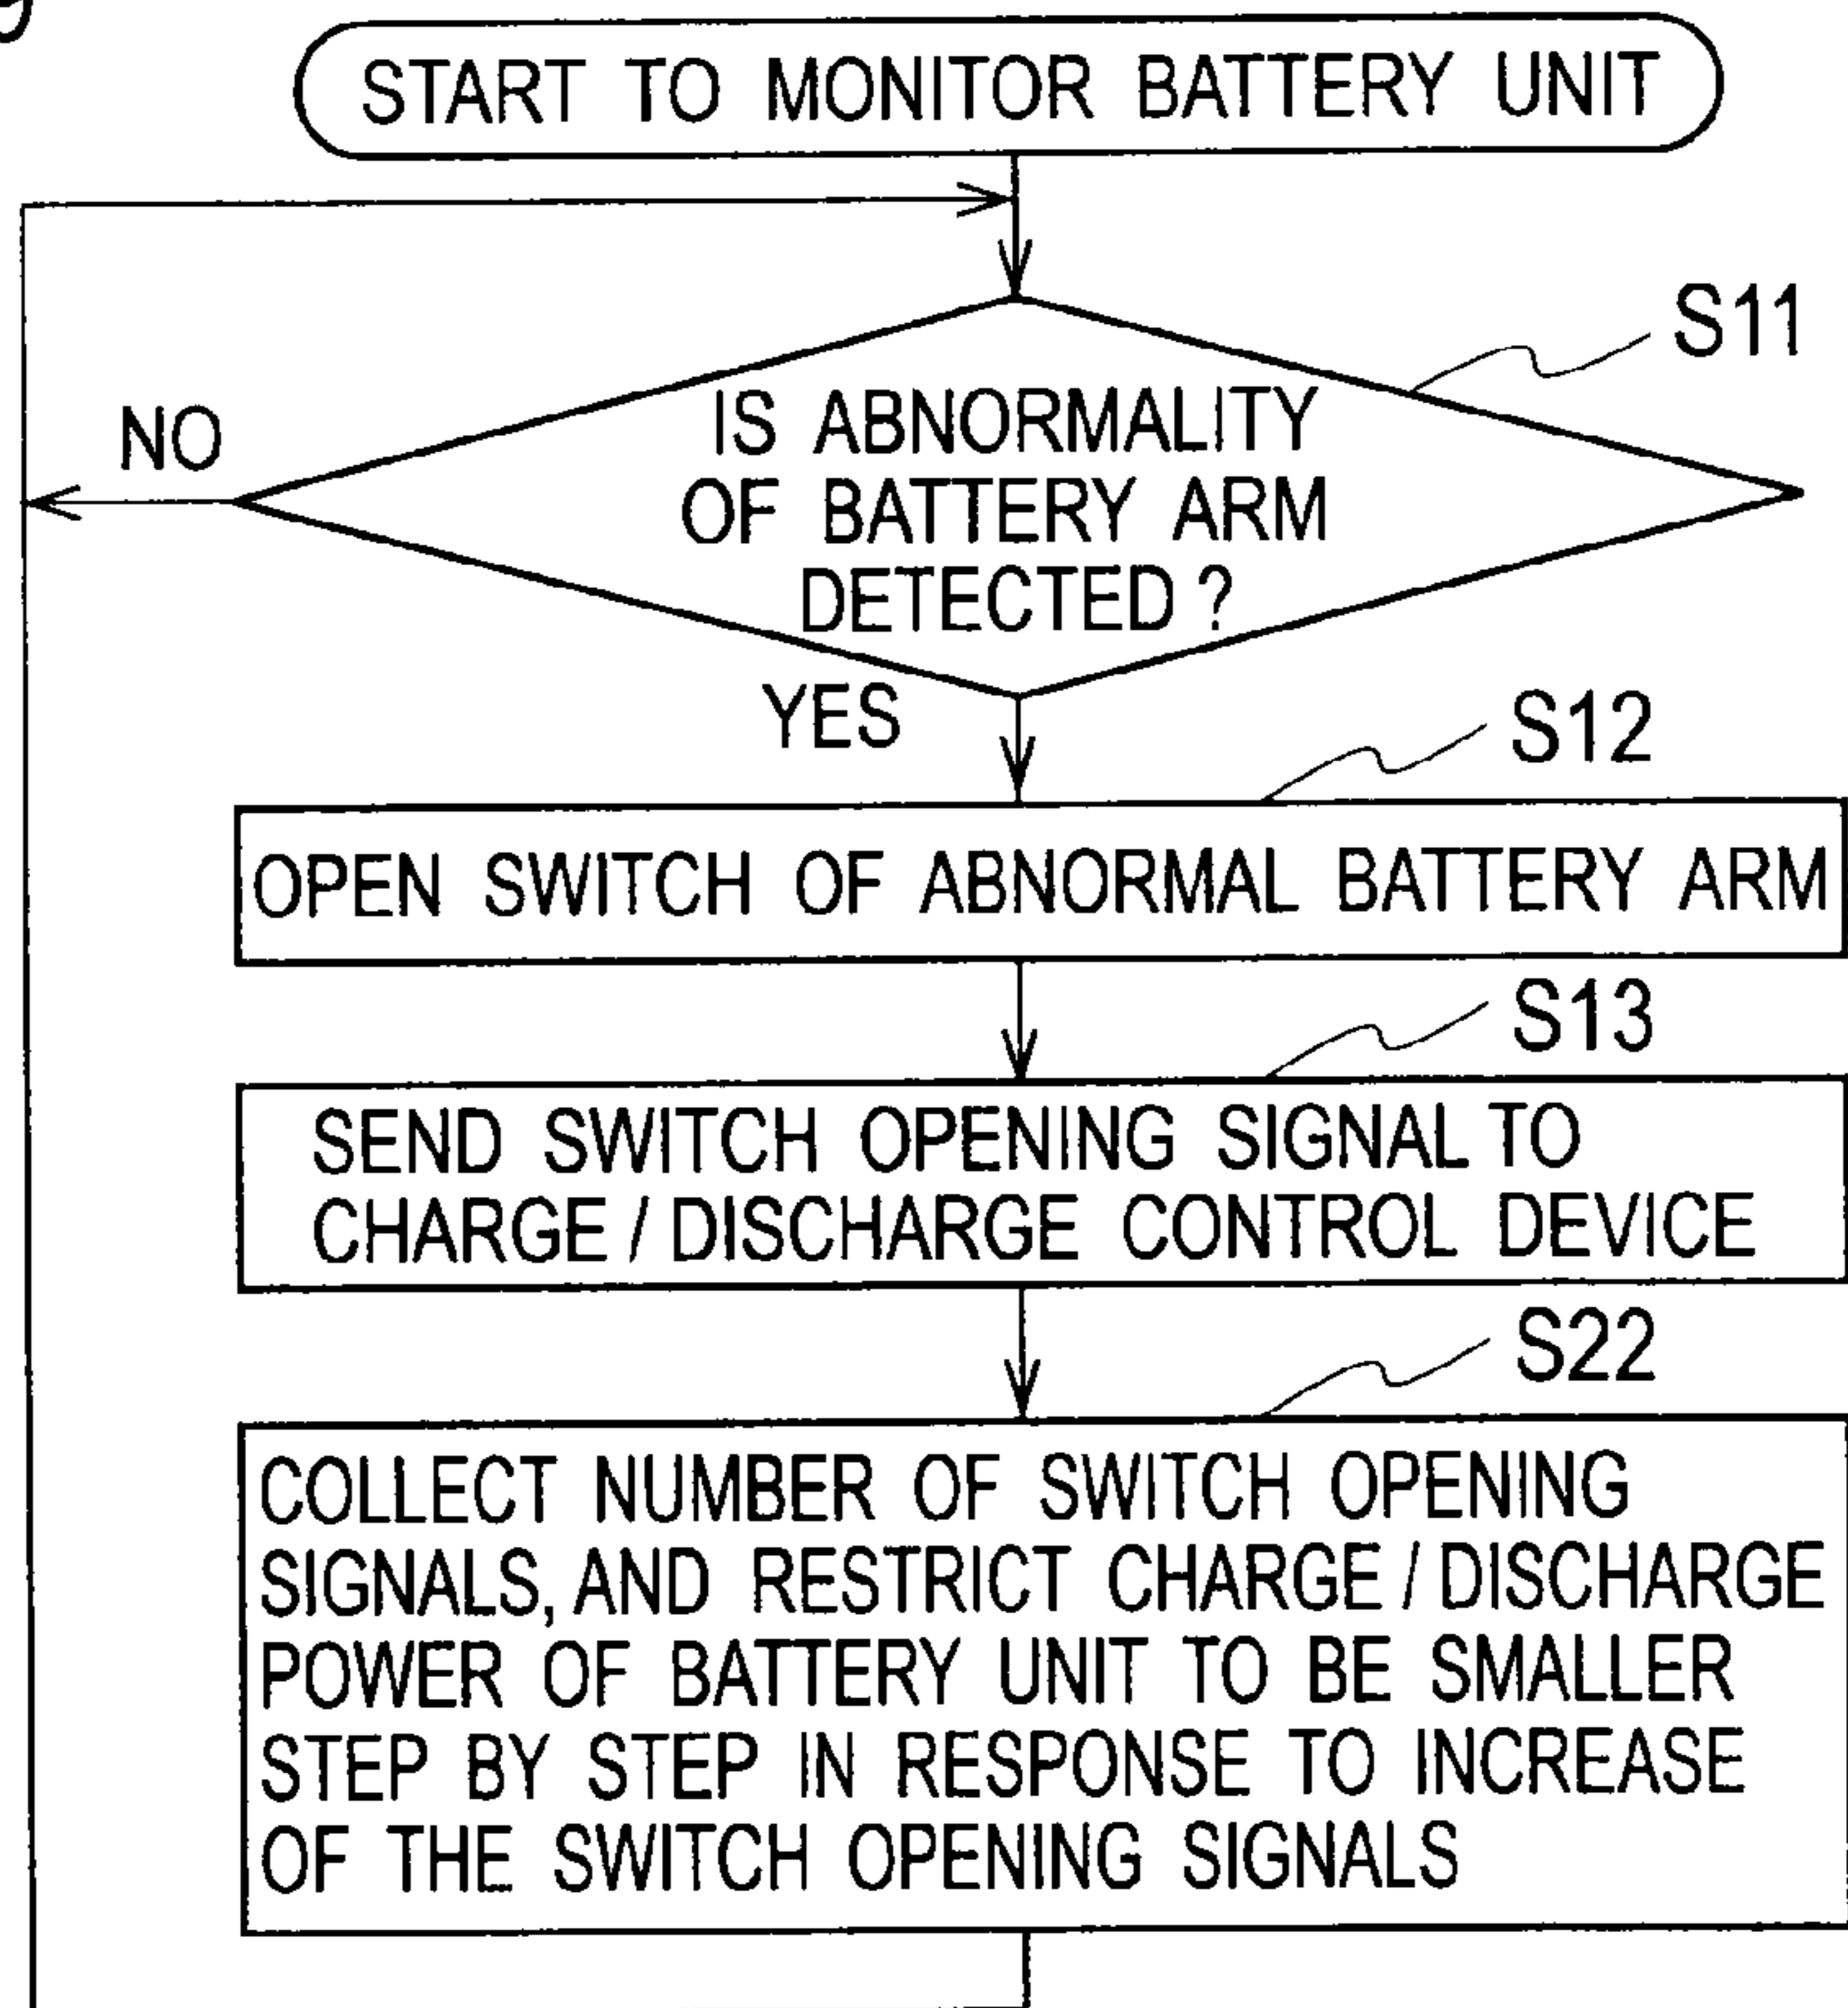 START TO MONITOR BATTERY UNIT
S11
IS ABNORMALITY
OF BATTERY ARM
DETECTED ?
NO
YES
S12
OPEN SWITCH OF ABNORMAL BATTERY ARM
S13
SEND SWITCH OPENING SIGNAL TO
CHARGE / DISCHARGE CONTROL DEVICE
S22
COLLECT NUMBER OF SWITCH OPENING
SIGNALS, AND RESTRICT CHARGE / DISCHARGE
POWER OF BATTERY UNIT TO BE SMALLER
STEP BY STEP IN RESPONSE TO INCREASE
OF THE SWITCH OPENING SIGNALS